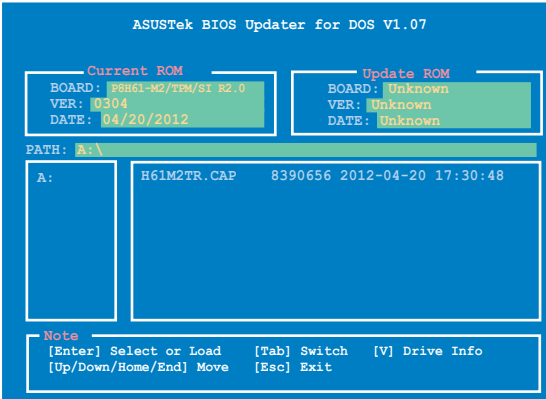 ASUSTek BIOS Updater for DOS V1.07
Current ROM
BOARD: P8H61-M2/TPM/SI R2.0
VER: 0304
DATE: 04/20/2012
Update ROM
BOARD: Unknown
VER: Unknown
DATE: Unknown
PATH: A:\
A:
H61M2TR.CAP 8390656 2012-04-20 17:30:48
Note
[Enter] Select or Load [Tab] Switch [V] Drive Info
[Up/Down/Home/End] Move [Esc] Exit